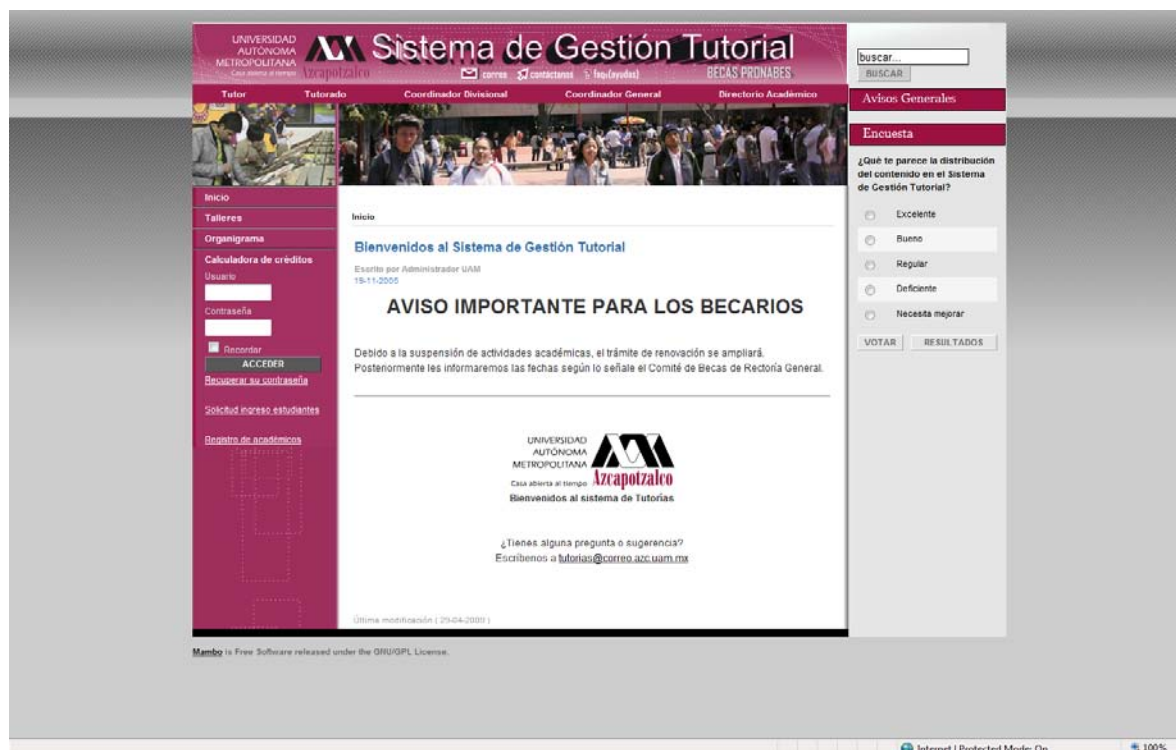 UNIVERSIDAD
AUTÓNOMA
METROPOLITANA
Casa abierta al tiempo
Azcapotzalco
Sistema de Gestión Tutorial
correo contáctanos faqs(ayudas)
BECAS PRONABES
Tutor Tutorado Coordinador Divisional Coordinador General Directorio Académico
Inicio
Talleres
Organigrama
Calculadora de créditos
Usuario
Contraseña
Recordar
ACCEDER
Recuperar su contraseña
Solicitud ingreso estudiantes
Registro de académicos
Inicio
Bienvenidos al Sistema de Gestión Tutorial
Escrito por Administrador UAM
AVISO IMPORTANTE PARA LOS BECARIOS
Debido a la suspensión de actividades académicas, el trámite de renovación se ampliará.
Posteriormente les informaremos las fechas según lo señale el Comité de Becas de Rectoría General.
UNIVERSIDAD
AUTÓNOMA
METROPOLITANA
Casa abierta al tiempo Azcapotzalco
Bienvenidos al sistema de Tutorías
¿Tienes alguna pregunta o sugerencia?
Escríbenos a tutorias@correo.azc.uam.mx
Última modificación ( 29-04-2009 )
buscar...
BUSCAR
Avisos Generales
Encuesta
¿Qué te parece la distribución
del contenido en el Sistema
de Gestión Tutorial?
Excelente
Bueno
Regular
Deficiente
Necesita mejorar
VOTAR RESULTADOS
Mambo is Free Software released under the GNU/GPL License.
Internet | Protected Mode: On 100%